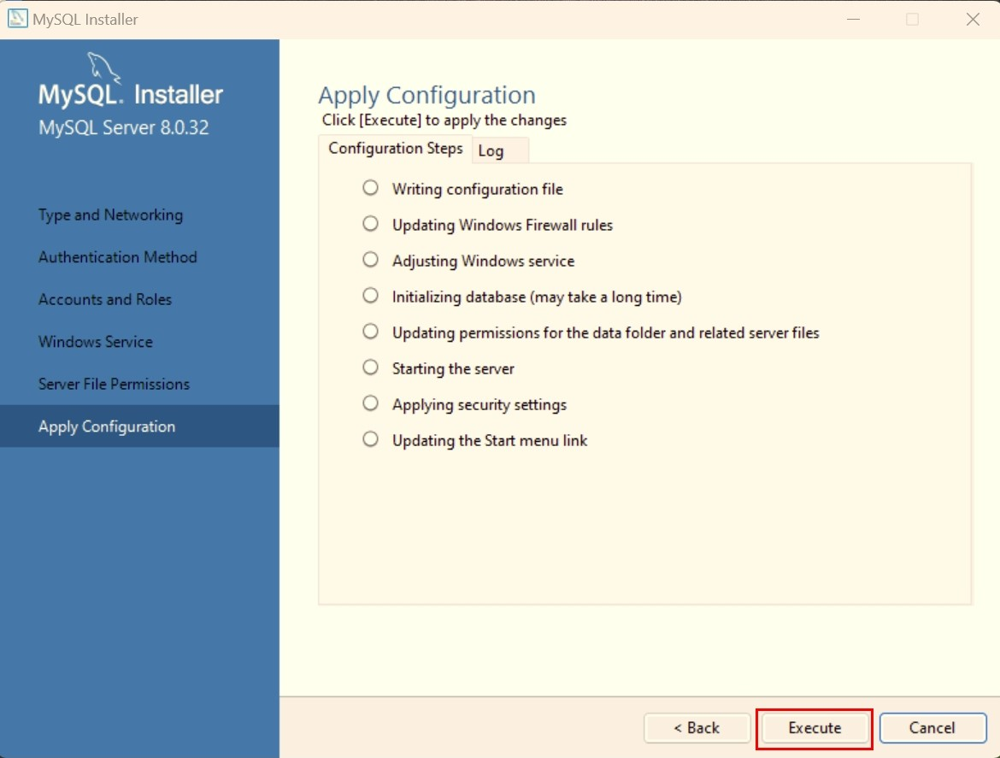 MySQL Installer
MySQL. Installer
MySQL Server 8.0.32
Type and Networking
Authentication Method
Accounts and Roles
Windows Service
Server File Permissions
Apply Configuration
Apply Configuration
Click [Execute] to apply the changes
Configuration Steps
Log
Writing configuration file
Updating Windows Firewall rules
Adjusting Windows service
Initializing database (may take a long time)
Updating permissions for the data folder and related server files
Starting the server
Applying security settings
Updating the Start menu link
< Back
Execute
Cancel